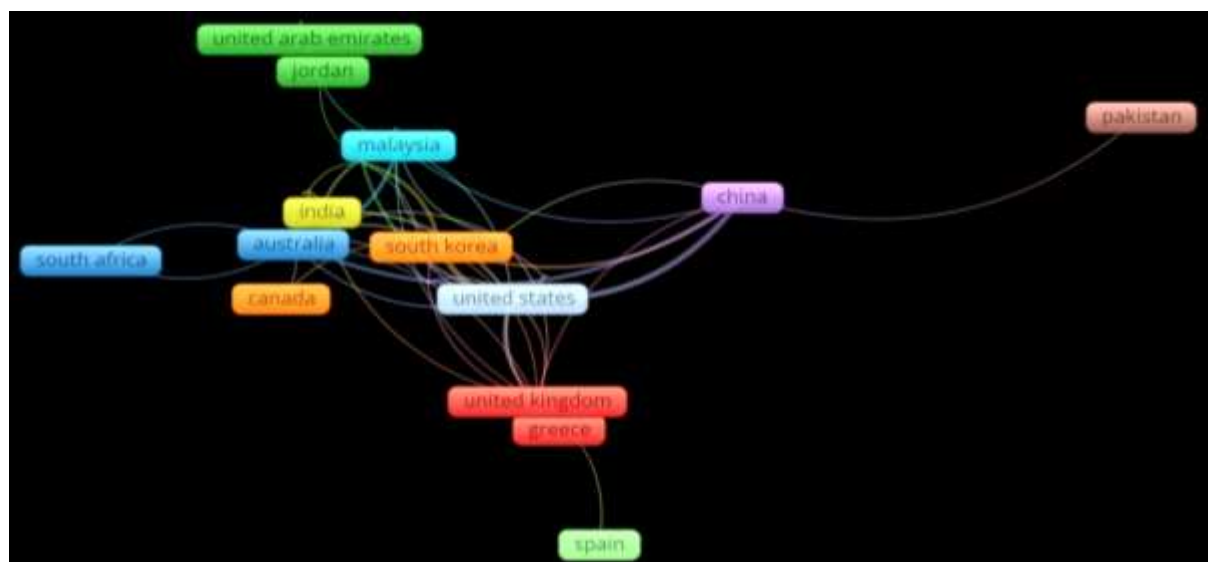 united arab emirates
jordan
pakistan
malaysia
china
india
australia
south korea
south africa
canada
united states
united kingdom
greece
spain